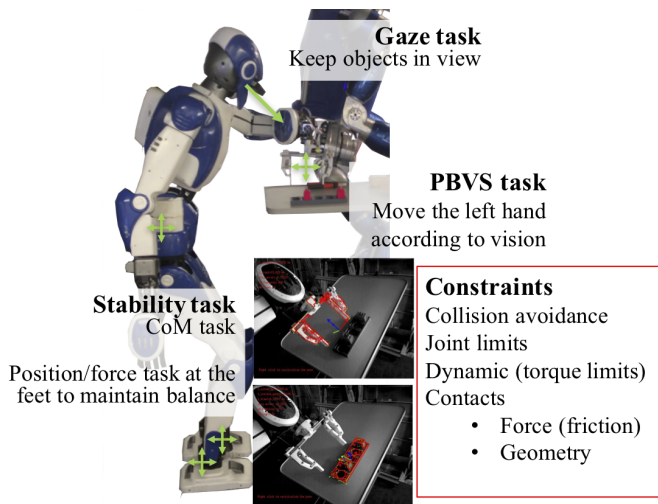 Gaze task
Keep objects in view
PBVS task
Move the left hand
according to vision
Stability task
CoM task
Position/force task at the
feet to maintain balance
Constraints
Collision avoidance
Joint limits
Dynamic (torque limits)
Contacts
• Force (friction)
• Geometry